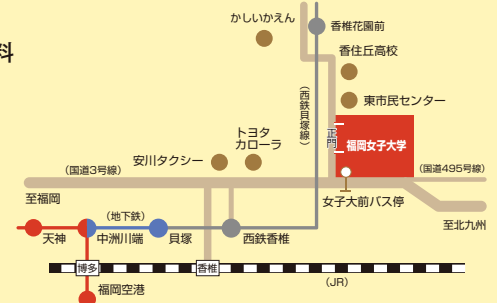 料
かしいかえん
香椎花園前
香住丘高校
東市民センター
(西鉄貝塚線)
正門
福岡女子大学
トヨタ
カローラ
安川タクシー
(国道3号線)
(国道495号線)
至福岡
女子大前バス停
(地下鉄)
至北九州
天神
中洲川端
貝塚
西鉄香椎
博多
香椎
(JR)
福岡空港